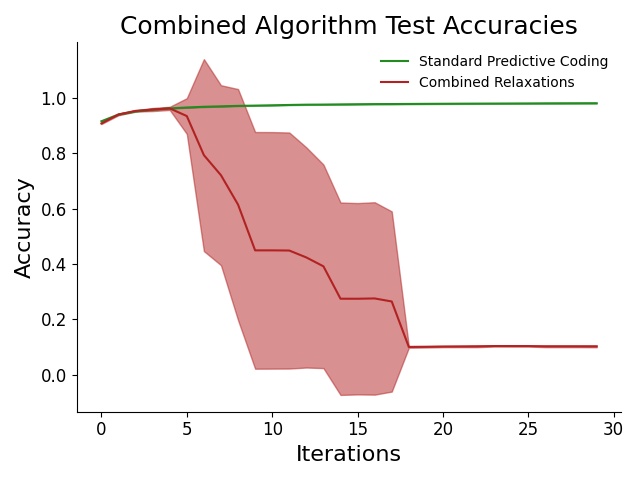 Combined Algorithm Test Accuracies
Standard Predictive Coding
Combined Relaxations
Accuracy
1.0
0.8
0.6
0.4
0.2
0.0
0 5 10 15 20 25 30
Iterations